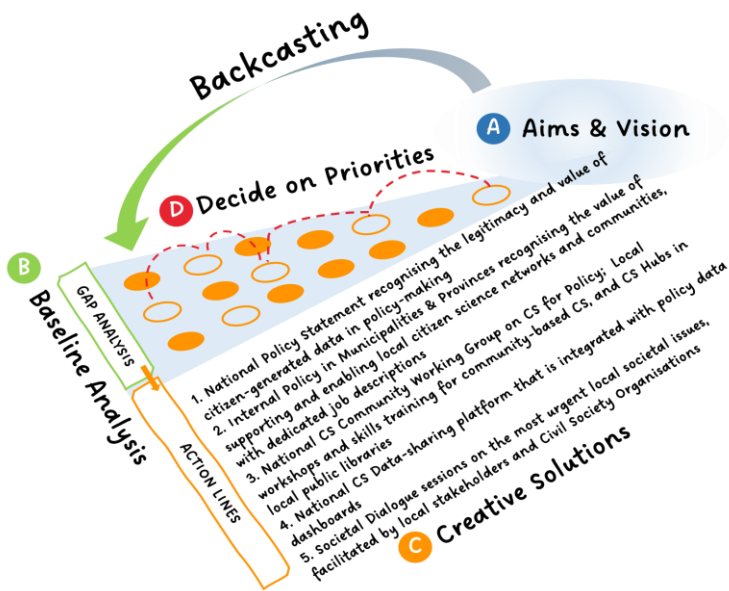 Backcasting
A Aims & Vision
D Decide on Priorities
B Baseline Analysis
GAP ANALYSIS
ACTION LINES
1. National Policy Statement recognising the legitimacy and value of
citizen-generated data in policy-making
2. Internal Policy in Municipalities & Provinces recognising the value of
supporting and enabling local citizen science networks and communities,
with dedicated job descriptions
3. National CS Community Working Group on CS for Policy; Local
workshops and skills training for community-based CS, and CS Hubs in
local public libraries
4. National CS Data-sharing platform that is integrated with policy data
dashboards
5. Societal Dialogue sessions on the most urgent local societal issues,
facilitated by local stakeholders and Civil Society Organisations
C Creative Solutions